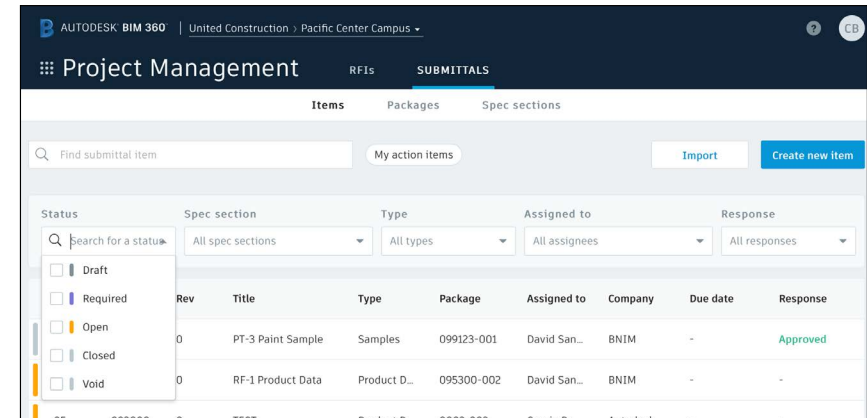 AUTODESK® BIM 360® | United Construction > Pacific Center Campus
? CB
Project Management RFIs SUBMITTALS
Items Packages Spec sections
Find submittal item My action items Import Create new item
Status Spec section Type Assigned to Response
Search for a status All spec sections All types All assignees All responses
Draft
Required
Open
Closed
Void
Rev Title Type Package Assigned to Company Due date Response
0 PT-3 Paint Sample Samples 099123-001 David San... BNIM - Approved
0 RF-1 Product Data Product D... 095300-002 David San... BNIM - -
TEST